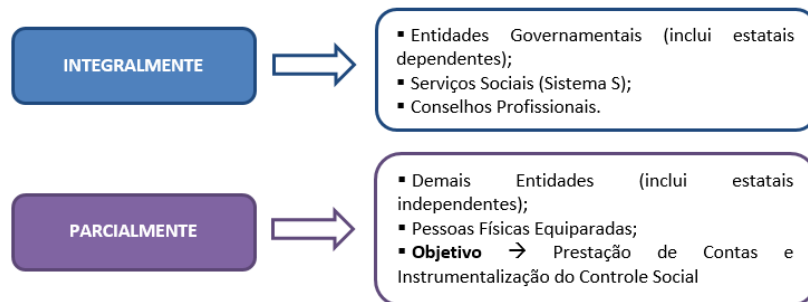 INTEGRALMENTE
▪ Entidades Governamentais (inclui estatais
dependentes);
▪ Serviços Sociais (Sistema S);
▪ Conselhos Profissionais.
PARCIALMENTE
▪ Demais Entidades (inclui estatais
independentes);
▪ Pessoas Físicas Equiparadas;
▪ Objetivo → Prestação de Contas e
Instrumentalização do Controle Social